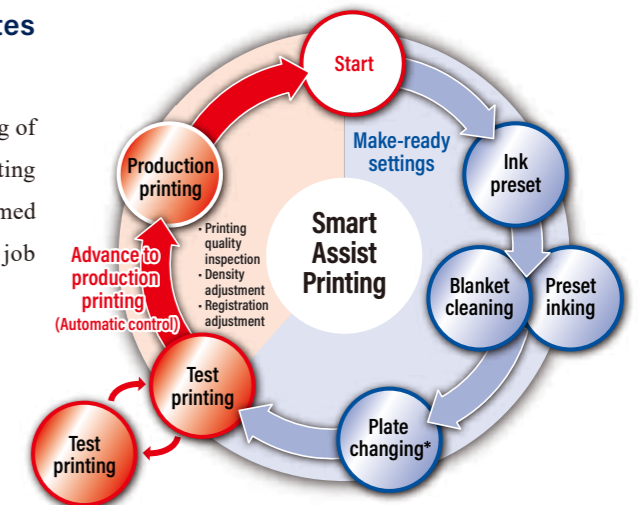 tes
g of
ting
med
job
Start
Make-ready
settings
Ink
preset
Blanket
cleaning
Preset
inking
Plate
changing*
Test
printing
Test
printing
Advance to
production
printing
(Automatic control)
• Printing
quality
inspection
• Density
adjustment
• Registration
adjustment
Production
printing
Smart
Assist
Printing